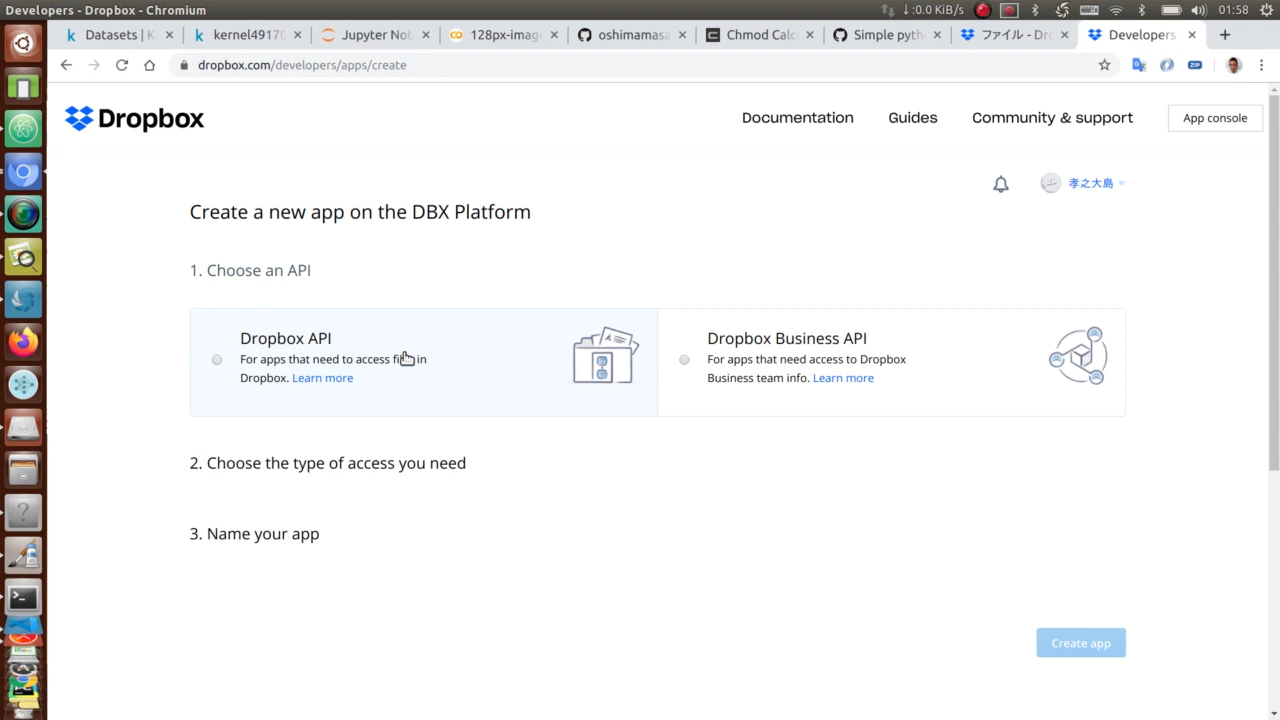 Developers - Dropbox - Chromium
↓:0.0 KiB/s
01:58
Datasets | K
kernel4917
Jupyter Not
128px-imag
oshimamasa
Chmod Calc
Simple pyth
ファイル - Dro
Developers
dropbox.com/developers/apps/create
ZIP
Dropbox
Documentation
Guides
Community & support
App console
孝之大島
Create a new app on the DBX Platform
1. Choose an API
Dropbox API
For apps that need to access in
Dropbox. Learn more
Dropbox Business API
For apps that need access to Dropbox
Business team info. Learn more
2. Choose the type of access you need
3. Name your app
Create app